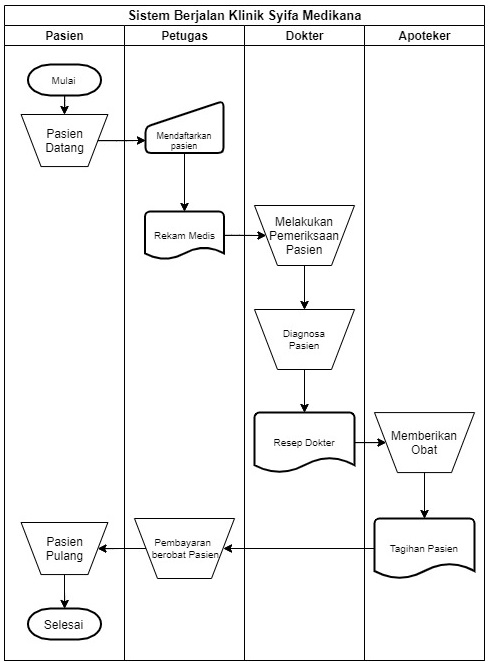 Sistem Berjalan Klinik Syifa Medikana
Pasien
Petugas
Dokter
Apoteker
Mulai
Pasien
Datang
Mendaftarkan
pasien
Rekam Medis
Melakukan
Pemeriksaan
Pasien
Diagnosa
Pasien
Resep Dokter
Memberikan
Obat
Tagihan Pasien
Pembayaran
berobat Pasien
Pasien
Pulang
Selesai